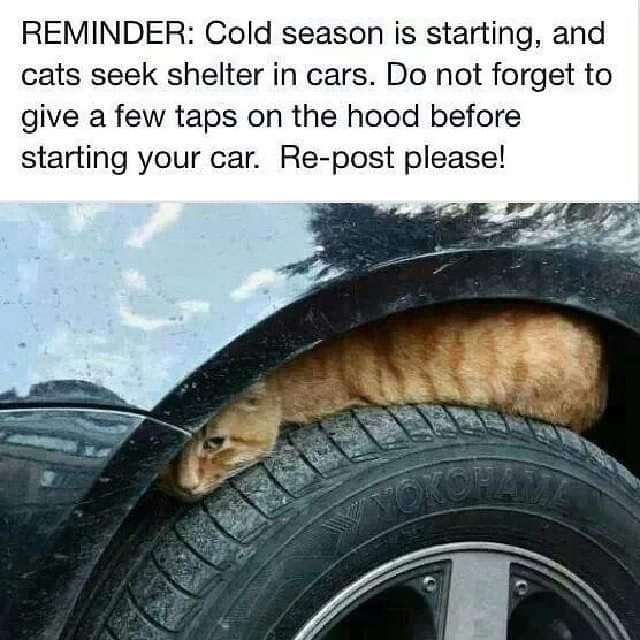 REMINDER: Cold season is starting, and
cats seek shelter in cars. Do not forget to
give a few taps on the hood before
starting your car. Re-post please!
YOKOHAMA